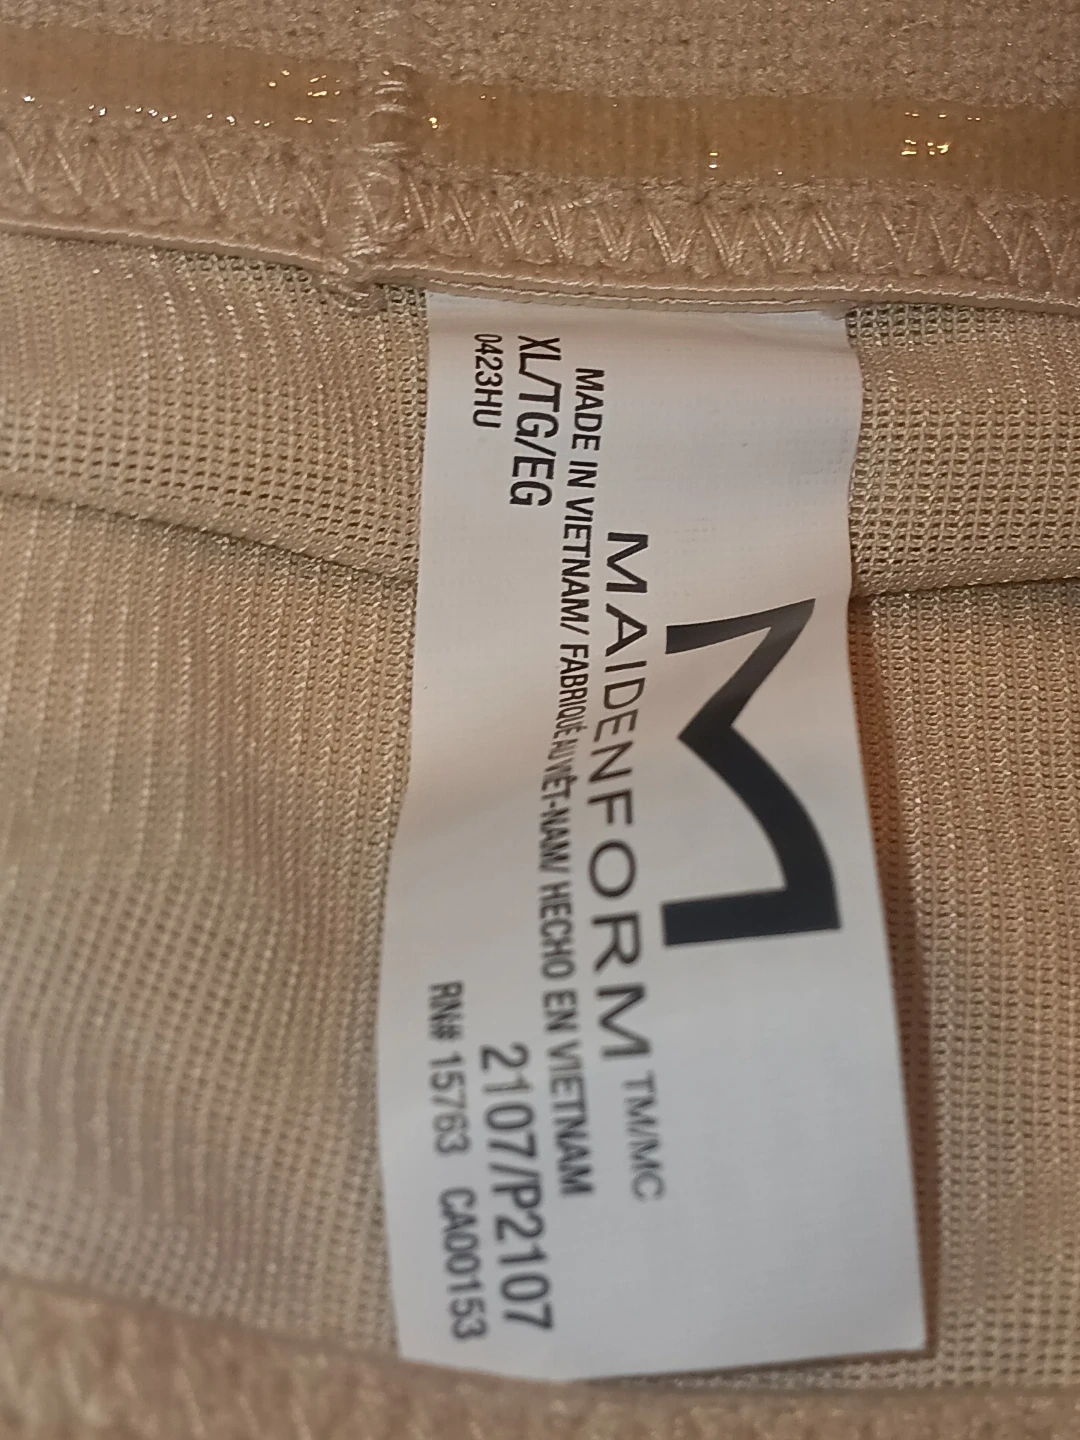 MAIDENFORM TM/MC
MADE IN VIETNAM/ FABRIQUÉ AU VIÊT-NAM/ HECHO EN VIETNAM
XL/TG/EG 2107/P2107
0423HU RN# 15763 CA00153